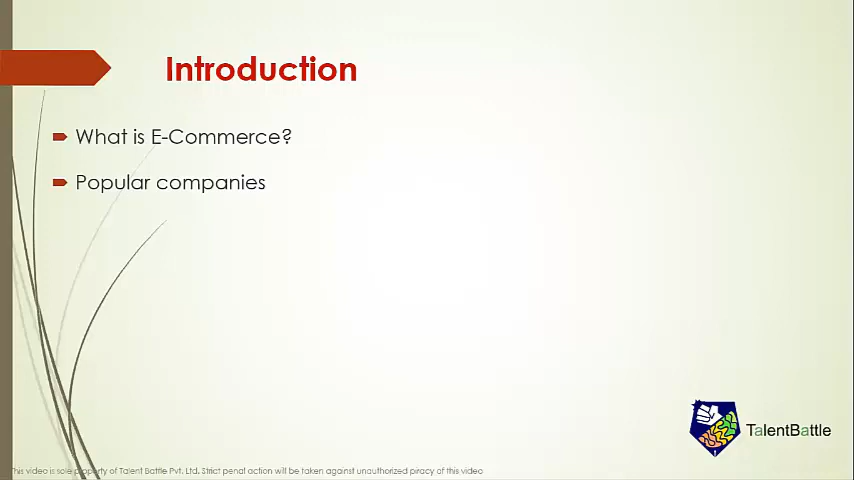 Introduction
What is E-Commerce?
Popular companies
TalentBattle
This video is sole property of Talent Battle Pvt. Ltd. Strict penal action will be taken against unauthorized piracy of this video